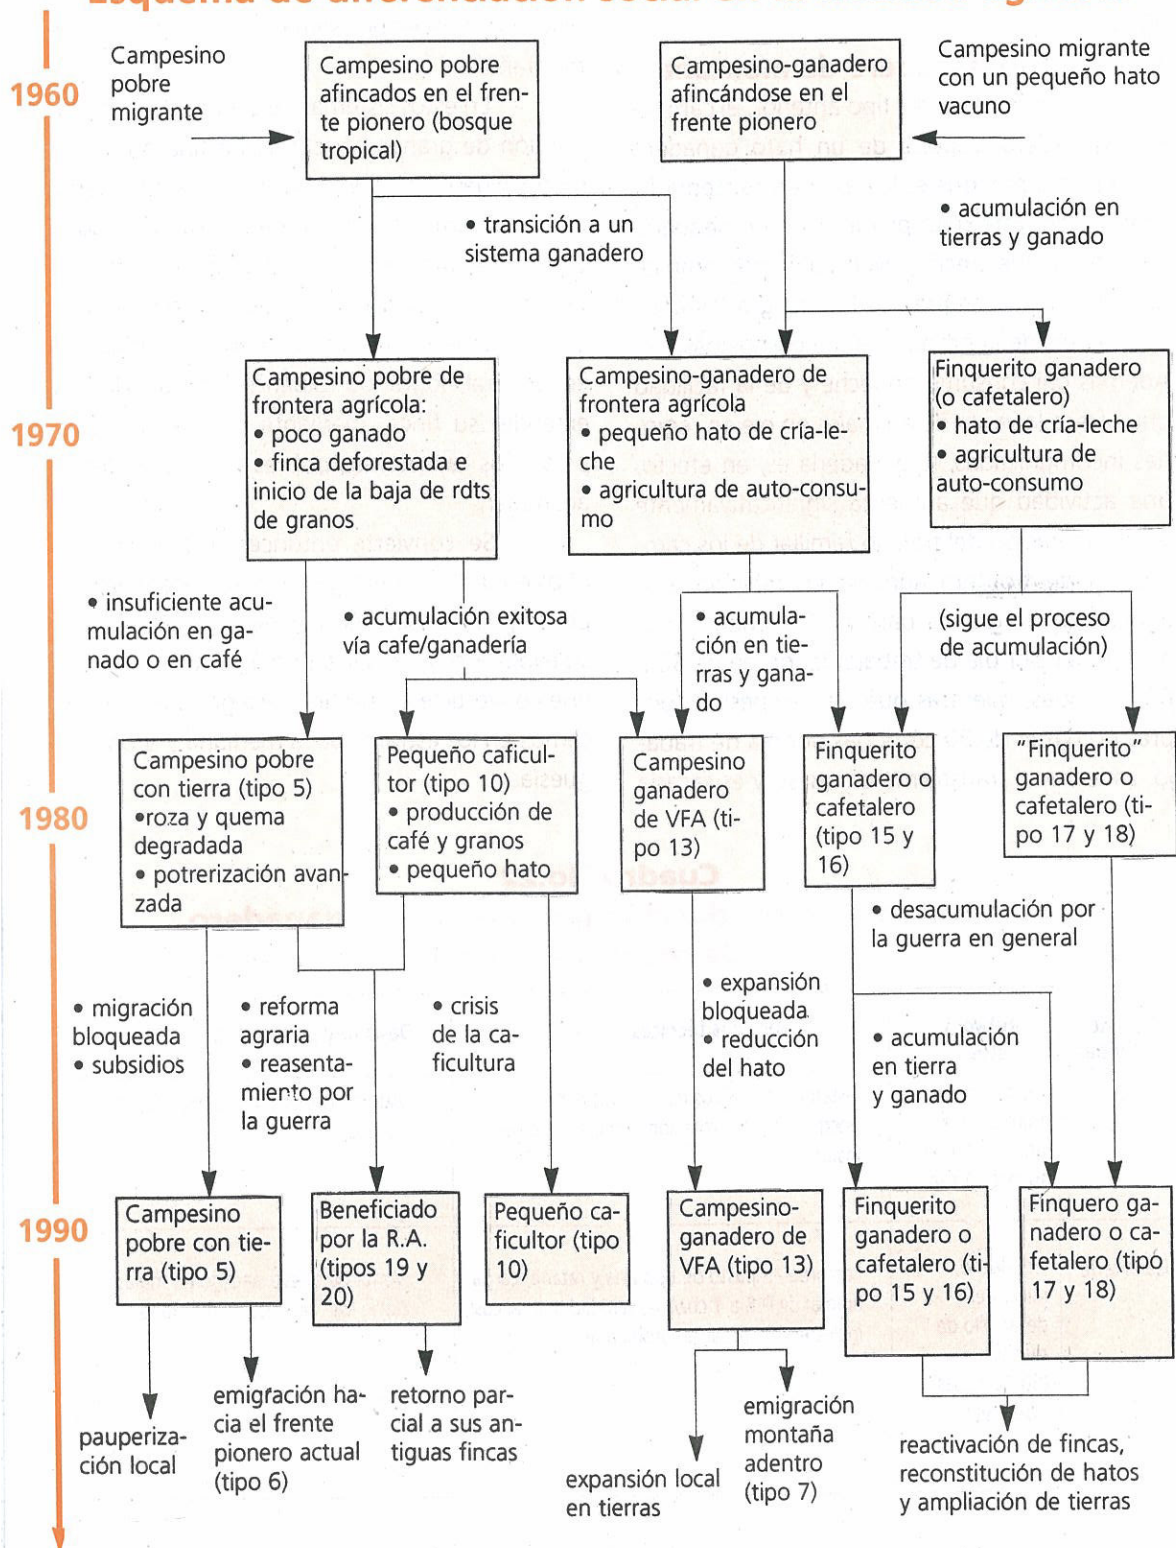 1960
Campesino
pobre
migrante
Campesino pobre
afincados en el fren-
te pionero (bosque
tropical)
Campesino-ganadero
afincándose en el
frente pionero
Campesino migrante
con un pequeño hato
vacuno
• transición a un
sistema ganadero
• acumulación en
tierras y ganado
1970
Campesino pobre de
frontera agrícola:
• poco ganado
• finca deforestada e
inicio de la baja de rdts
de granos
Campesino-ganadero de
frontera agrícola
• pequeño hato de cría-le-
che
• agricultura de auto-consu-
mo
Finquerito ganadero
(o cafetalero)
• hato de cría-leche
• agricultura de
auto-consumo
• insuficiente acu-
mulación en ga-
nado o en café
• acumulación exitosa
vía cafe/ganadería
• acumula-
ción en tie-
rras y gana-
do
(sigue el proceso
de acumulación)
1980
Campesino pobre
con tierra (tipo 5)
•roza y quema
degradada
• potrerización avan-
zada
Pequeño caficul-
tor (tipo 10)
• producción de
café y granos
• pequeño hato
Campesino
ganadero
de VFA (ti-
po 13)
Finquerito
ganadero o
cafetalero
(tipo 15 y
16)
"Finquerito"
ganadero o
cafetalero (ti-
po 17 y 18)
• migración
bloqueada
• subsidios
• reforma
agraria
• reasenta-
miento por
la guerra
• crisis
de la ca-
ficultura
• expansión
bloqueada
• reducción
del hato
• desacumulación por
la guerra en general
• acumulación
en tierra
y ganado
1990
Campesino
pobre con tie-
rra (tipo 5)
Beneficiado
por la R.A.
(tipos 19 y
20)
Pequeño ca-
ficultor (tipo
10)
Campesino-
ganadero de
VFA (tipo 13)
Finquerito
ganadero o
cafetalero (ti-
po 15 y 16)
Finquero ga-
nadero o ca-
fetalero (tipo
17 y 18)
pauperiza-
ción local
emigración ha-
cia el frente
pionero actual
(tipo 6)
retorno par-
cial a sus an-
tiguas fincas
expansión local
en tierras
emigración
montaña
adentro
(tipo 7)
reactivación de fincas,
reconstitución de hatos
y ampliación de tierras